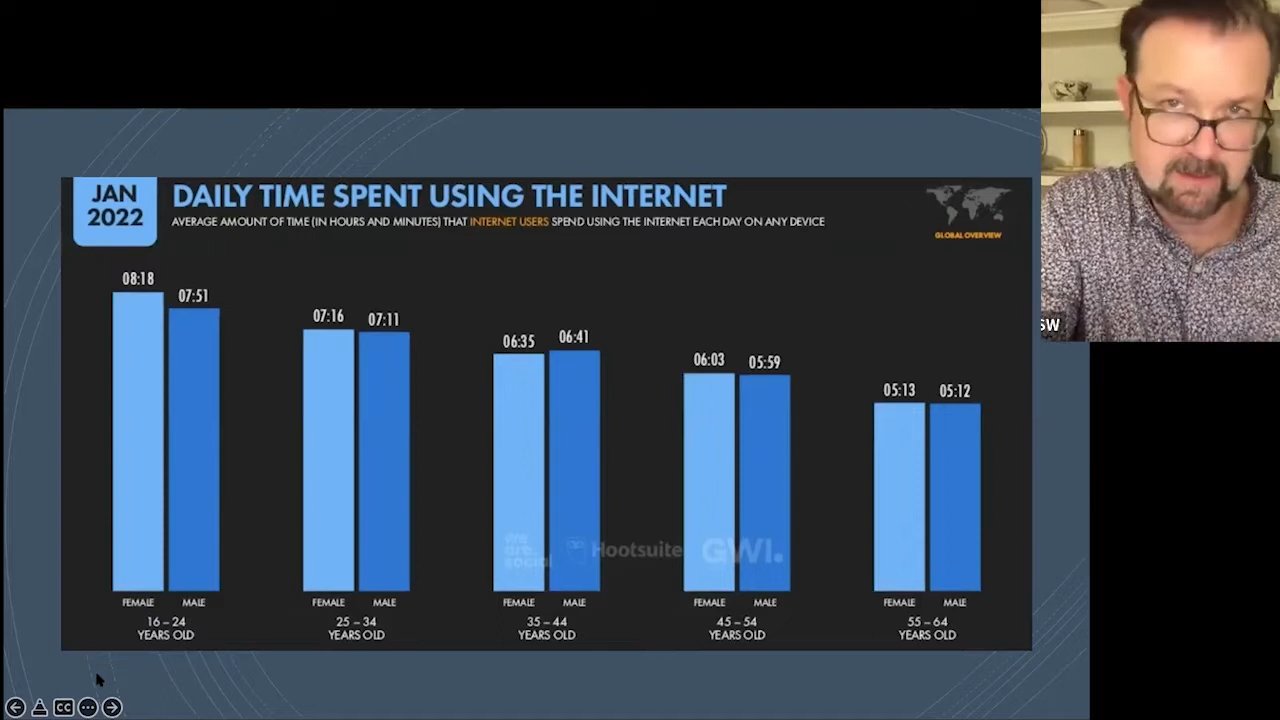 JAN
2022
DAILY TIME SPENT USING THE INTERNET
AVERAGE AMOUNT OF TIME (IN HOURS AND MINUTES) THAT INTERNET USERS SPEND USING THE INTERNET EACH DAY ON ANY DEVICE
GLOBAL OVERVIEW
08:18
07:51
07:16
07:11
06:35
06:41
06:03
05:59
05:13
05:12
we
are.
social
Hootsuite
GWI.
FEMALE MALE FEMALE MALE FEMALE MALE FEMALE MALE FEMALE MALE
16 – 24 25 – 34 35 – 44 45 – 54 55 – 64
YEARS OLD YEARS OLD YEARS OLD YEARS OLD YEARS OLD
SW
CC